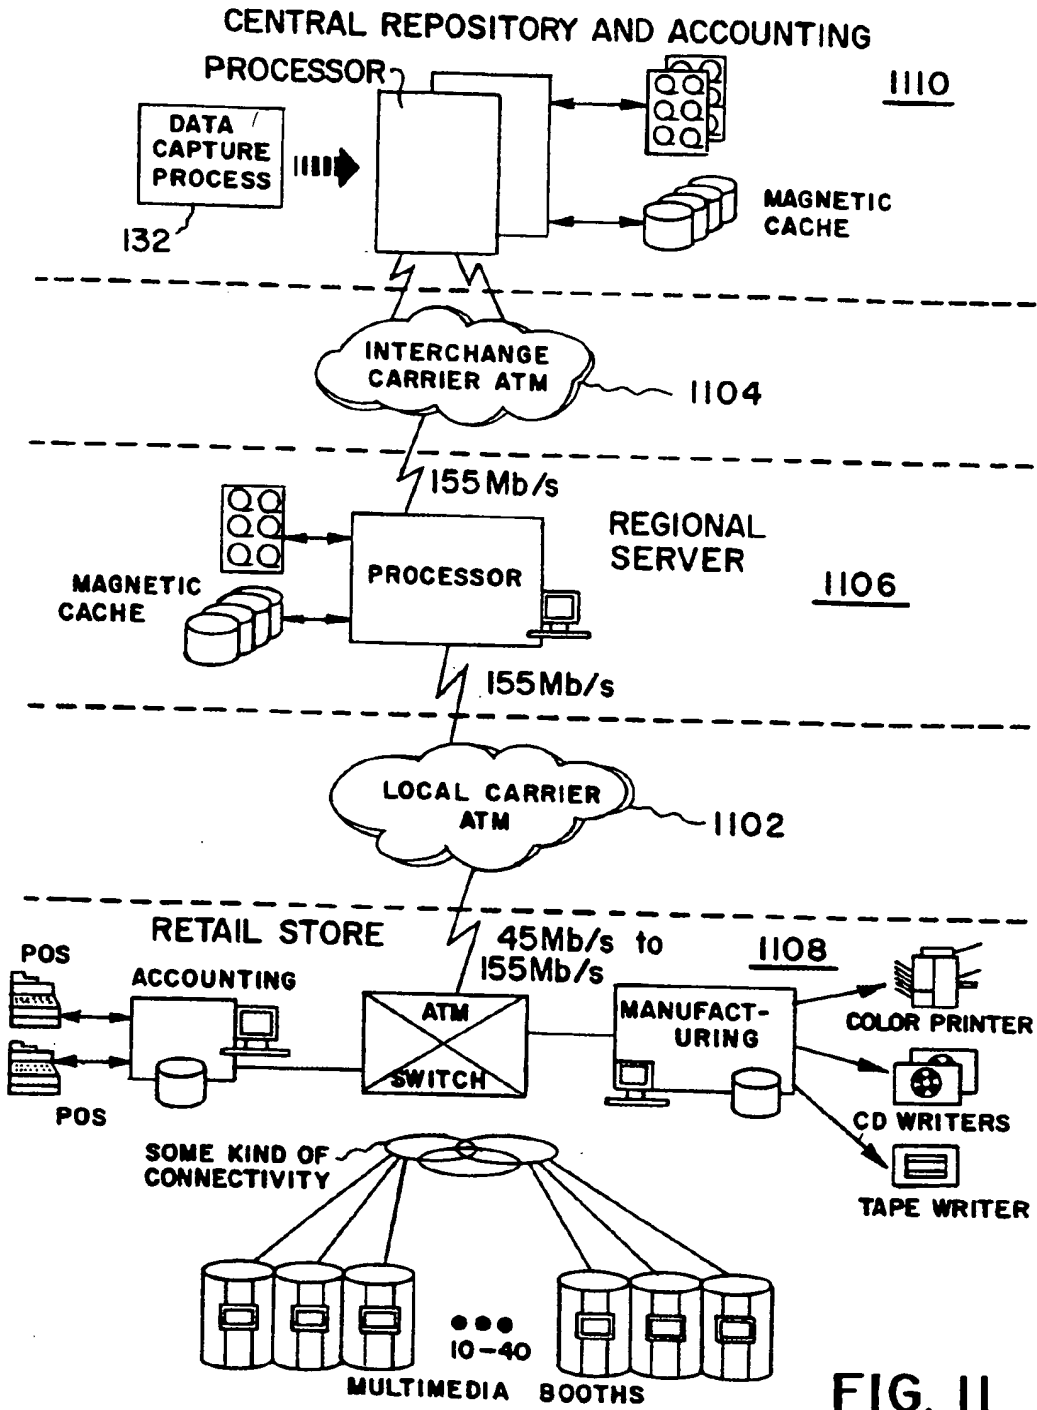 CENTRAL REPOSITORY AND ACCOUNTING
PROCESSOR
1110
DATA
CAPTURE
PROCESS
132
MAGNETIC
CACHE
INTERCHANGE
CARRIER ATM
1104
155Mb/s
REGIONAL
SERVER
PROCESSOR
MAGNETIC
CACHE
1106
155Mb/s
LOCAL CARRIER
ATM
1102
RETAIL STORE
45Mb/s to
155Mb/s
1108
POS
ACCOUNTING
ATM
SWITCH
MANUFACT-
URING
COLOR PRINTER
POS
CD WRITERS
SOME KIND OF
CONNECTIVITY
TAPE WRITER
10-40
MULTIMEDIA BOOTHS
FIG. 11